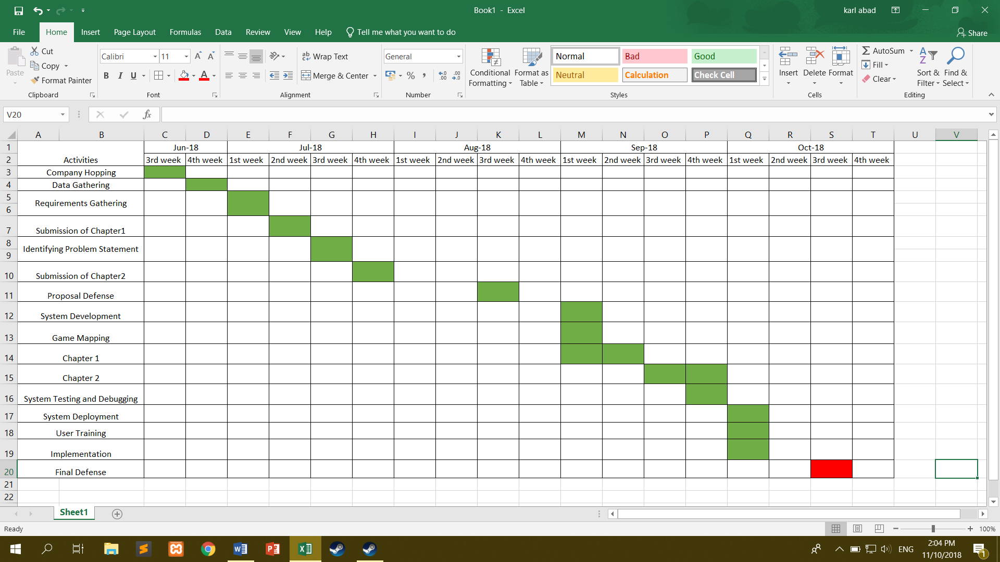 Book1 - Excel
karl abad
File Home Insert Page Layout Formulas Data Review View Help Tell me what you want to do
Share
Paste
Cut
Copy
Format Painter
Clipboard
Calibri 11
B I U
Font
Wrap Text
Merge & Center
Alignment
General
Number
Conditional Formatting
Format as Table
Normal Bad Good
Neutral Calculation Check Cell
Styles
Insert Delete Format
Cells
AutoSum
Fill
Clear
Sort & Filter
Find & Select
Editing
V20
fx
A B C D E F G H I J K L M N O P Q R S T U V
1 Jun-18 Jul-18 Aug-18 Sep-18 Oct-18
2 Activities 3rd week 4th week 1st week 2nd week 3rd week 4th week 1st week 2nd week 3rd week 4th week 1st week 2nd week 3rd week 4th week 1st week 2nd week 3rd week 4th week
3 Company Hopping
4 Data Gathering
5 Requirements Gathering
6
7 Submission of Chapter1
8 Identifying Problem Statement
9
10 Submission of Chapter2
11 Proposal Defense
12 System Development
13 Game Mapping
14 Chapter 1
15 Chapter 2
16 System Testing and Debugging
17 System Deployment
18 User Training
19 Implementation
20 Final Defense
21
22
Sheet1
Ready
100%
ENG
2:04 PM
11/10/2018
1